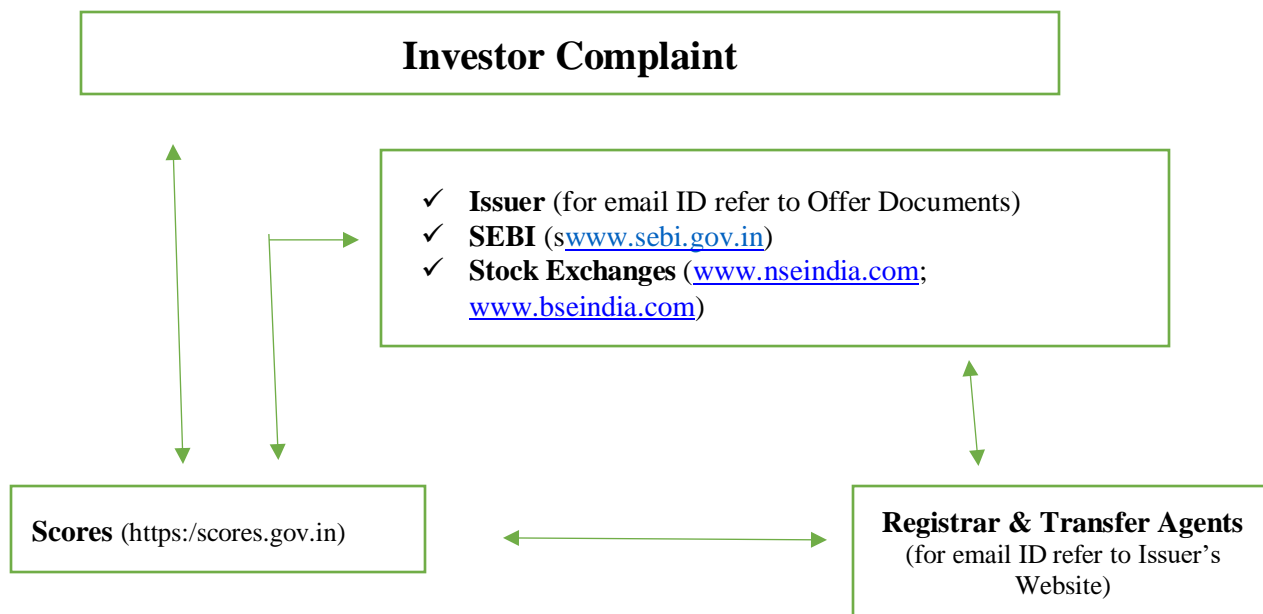 Investor Complaint
✓ Issuer (for email ID refer to Offer Documents)
✓ SEBI (swww.sebi.gov.in)
✓ Stock Exchanges (www.nseindia.com;
www.bseindia.com)
Scores (https:/scores.gov.in)
Registrar & Transfer Agents
(for email ID refer to Issuer’s
Website)